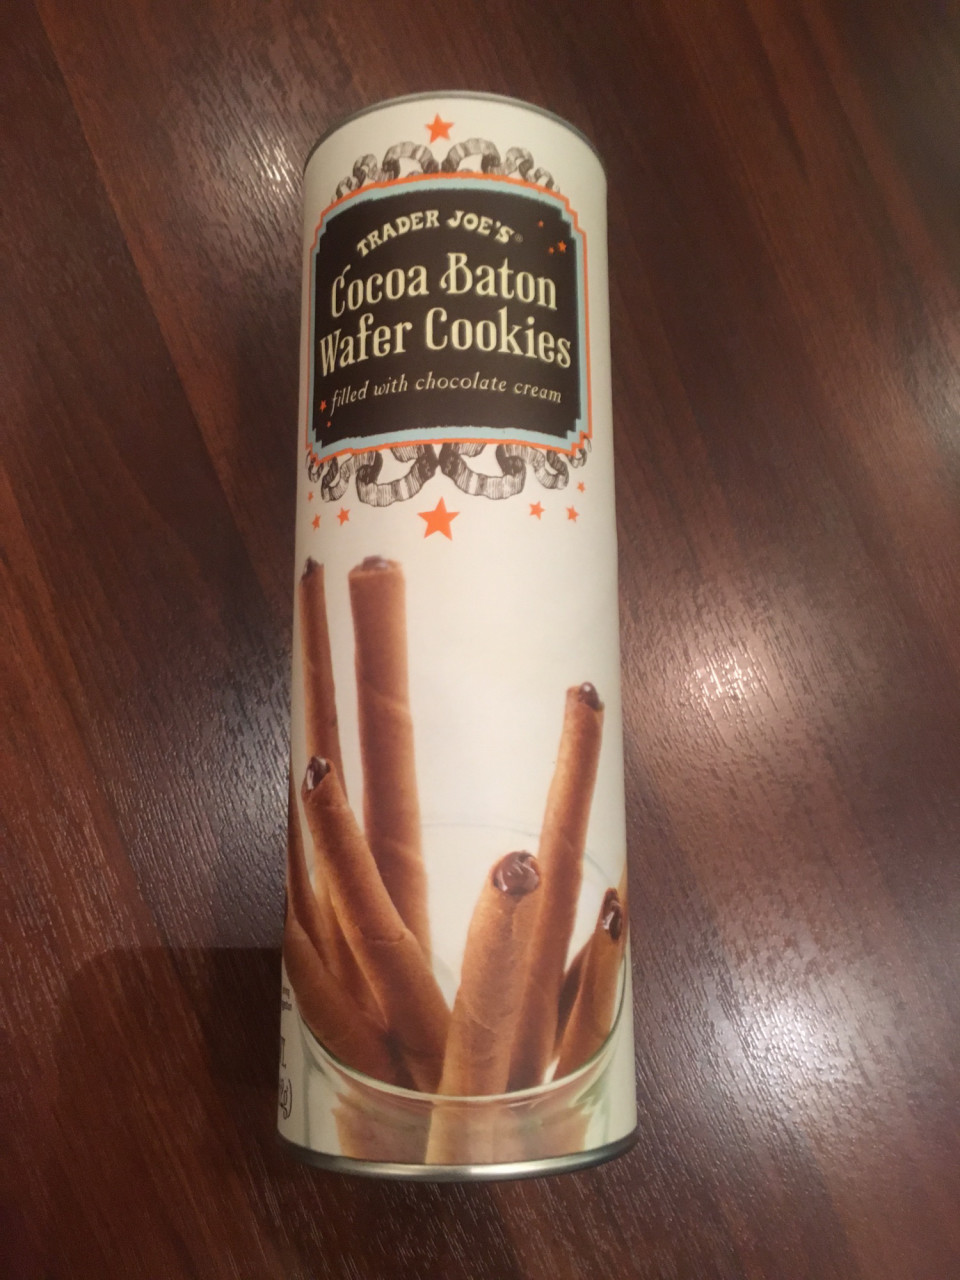 TRADER JOE'S®
Cocoa Baton
Wafer Cookies
filled with chocolate cream